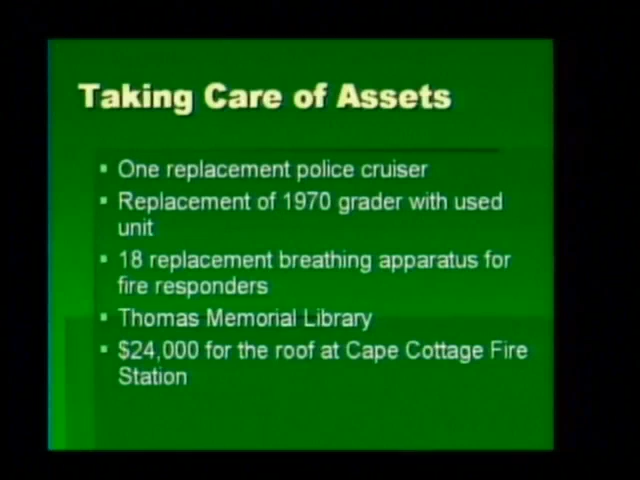 Taking Care of Assets
▪ One replacement police cruiser
▪ Replacement of 1970 grader with used
unit
▪ 18 replacement breathing apparatus for
fire responders
▪ Thomas Memorial Library
▪ $24,000 for the roof at Cape Cottage Fire
Station